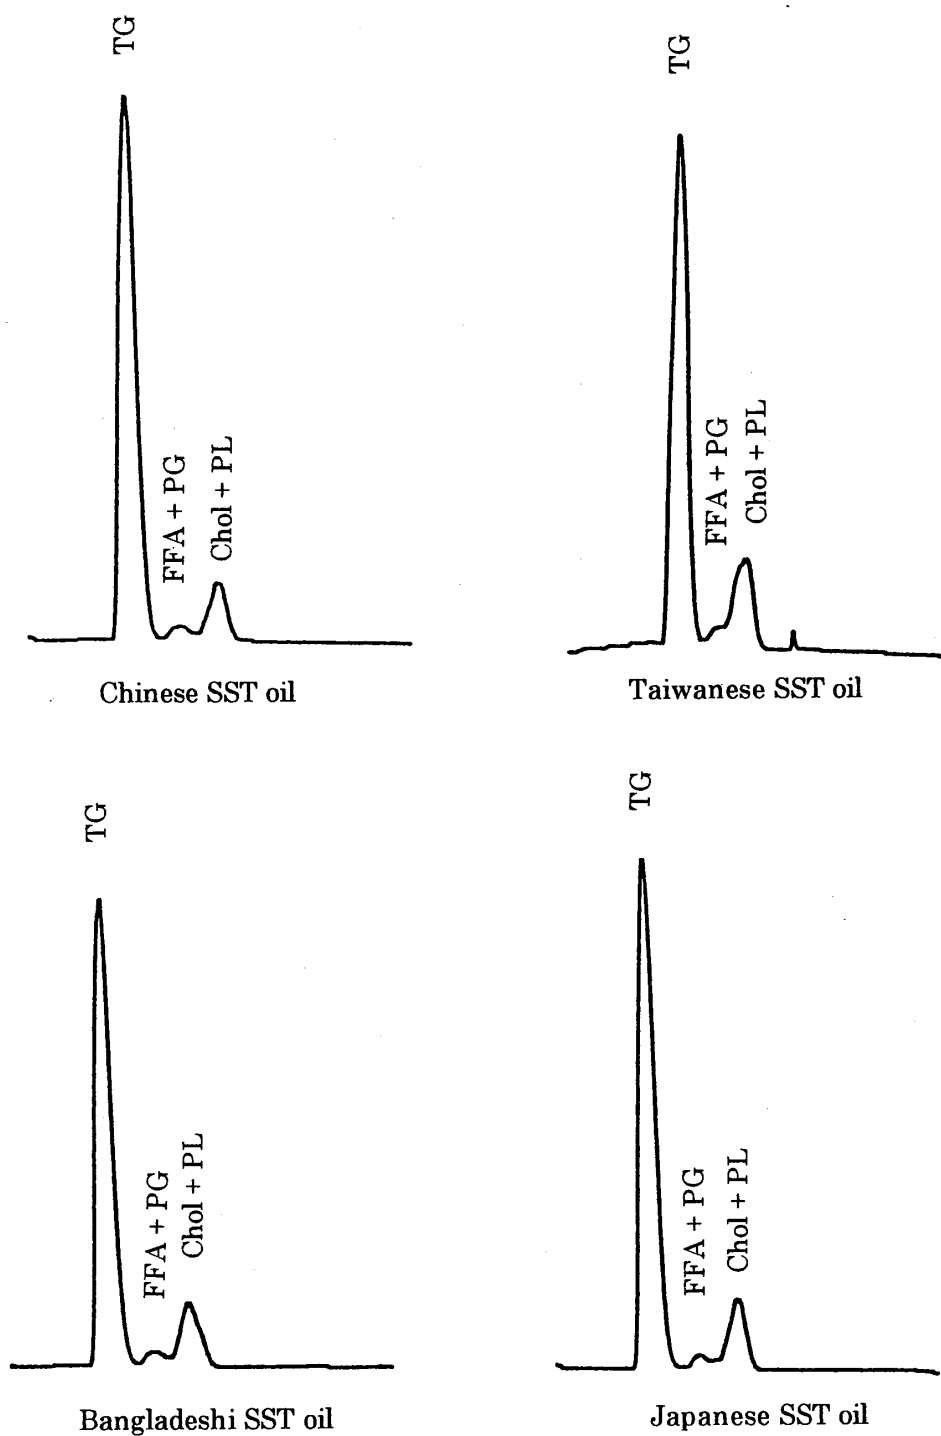 TG
FFA + PG
Chol + PL
Chinese SST oil
TG
FFA + PG
Chol + PL
Taiwanese SST oil
TG
FFA + PG
Chol + PL
Bangladeshi SST oil
TG
FFA + PG
Chol + PL
Japanese SST oil